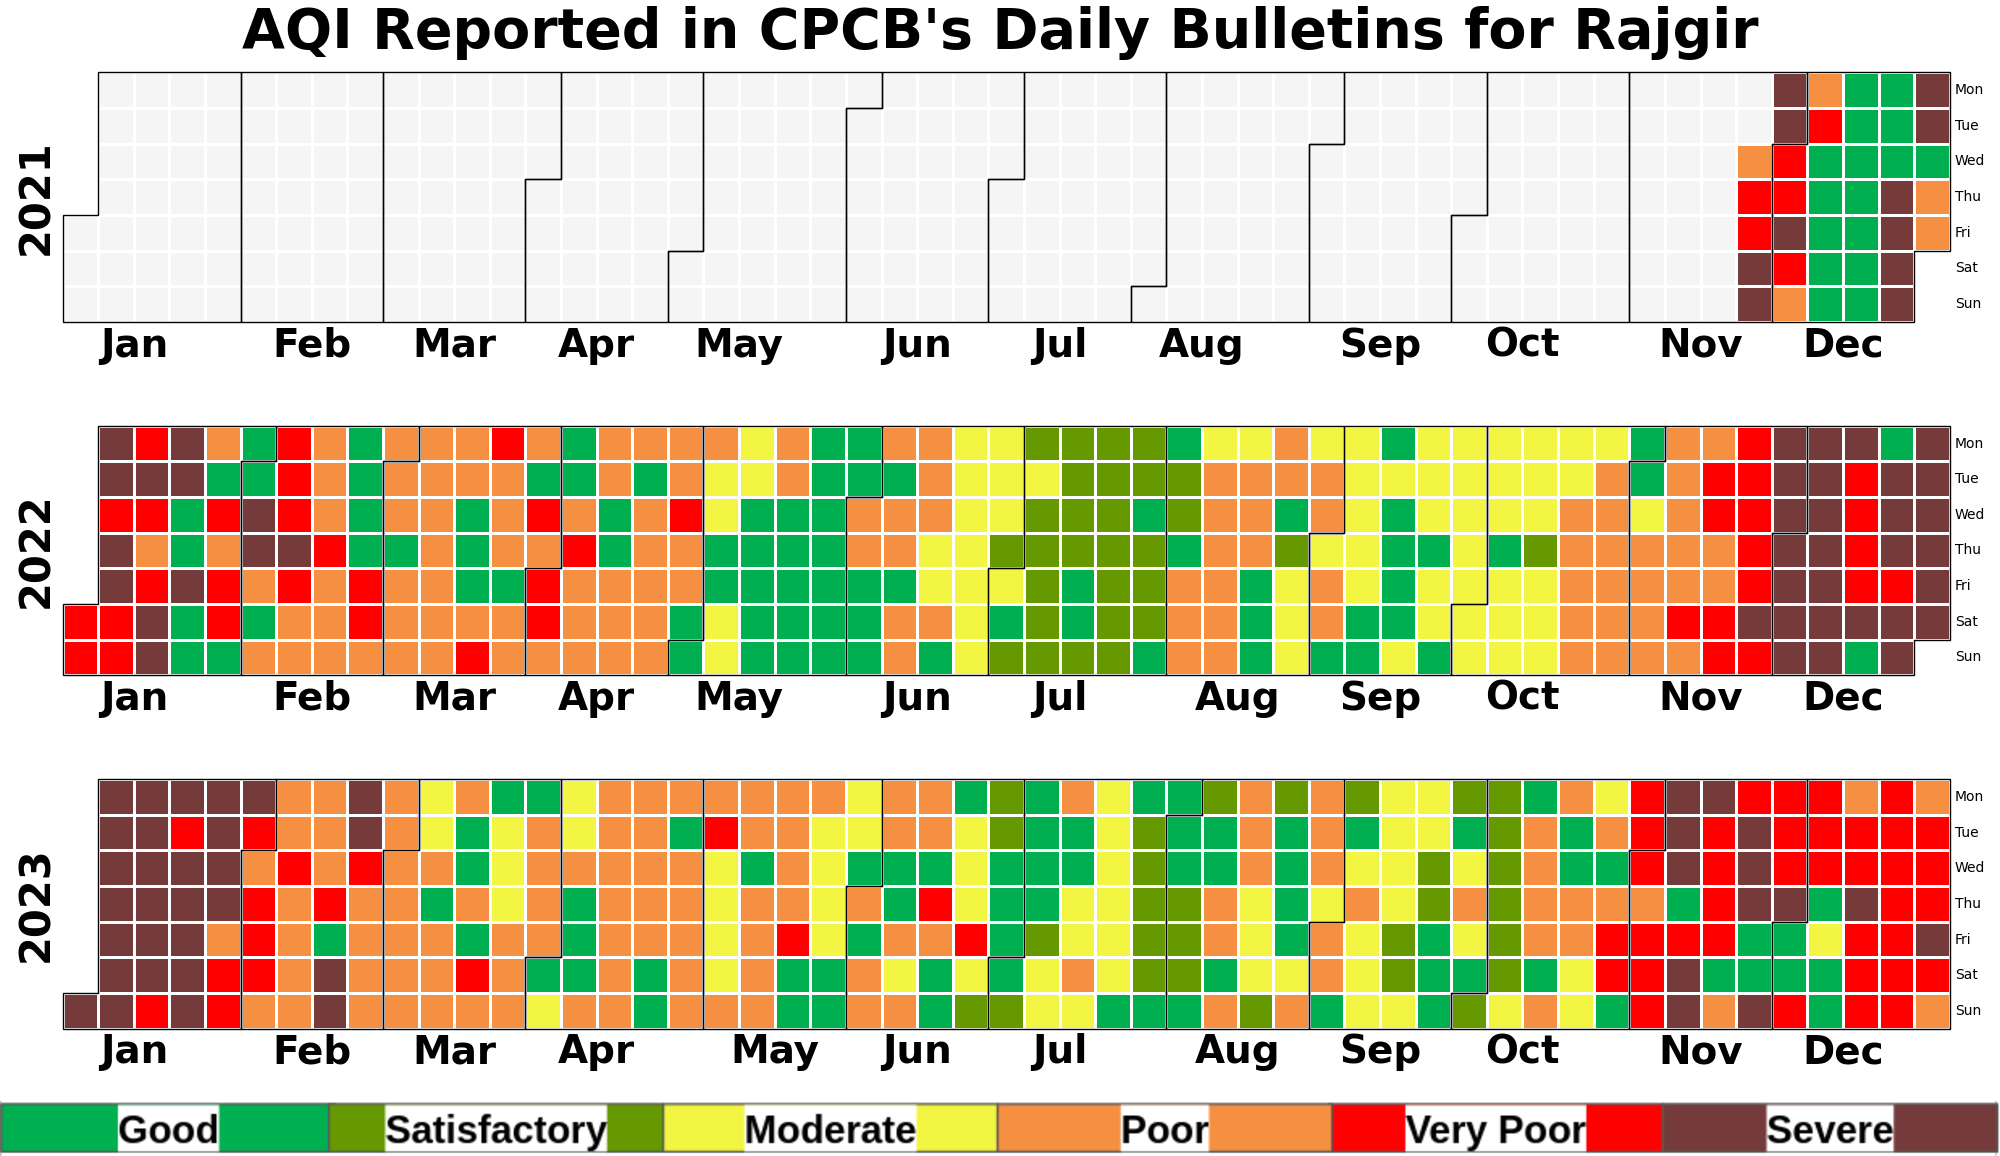 AQI Reported in CPCB's Daily Bulletins for Rajgir
2021
Mon
Tue
Wed
Thu
Fri
Sat
Sun
Jan Feb Mar Apr May Jun Jul Aug Sep Oct Nov Dec
2022
Mon
Tue
Wed
Thu
Fri
Sat
Sun
Jan Feb Mar Apr May Jun Jul Aug Sep Oct Nov Dec
2023
Mon
Tue
Wed
Thu
Fri
Sat
Sun
Jan Feb Mar Apr May Jun Jul Aug Sep Oct Nov Dec
Good Satisfactory Moderate Poor Very Poor Severe